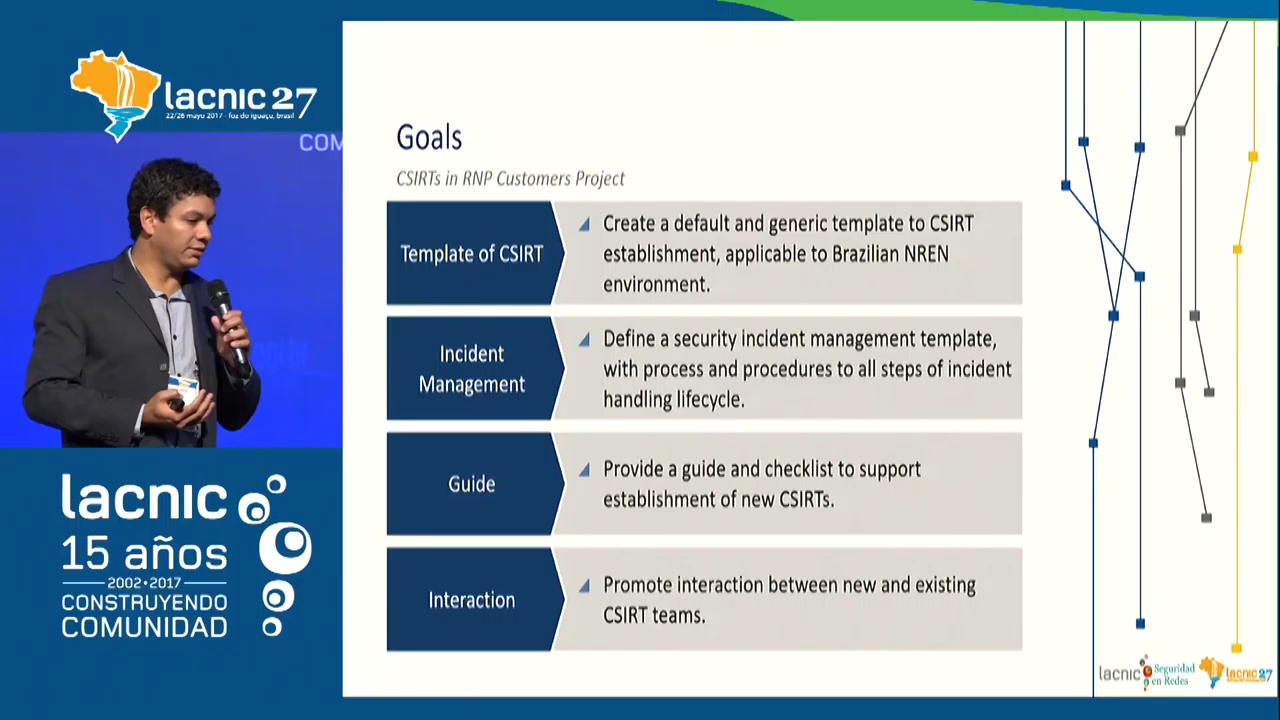 lacnic 27
22/26 mayo 2017 - foz do iguaçu, brasil
COM
lacnic
15 años
2002•2017
CONSTRUYENDO
COMUNIDAD
Goals
CSIRTs in RNP Customers Project
Template of CSIRT
Create a default and generic template to CSIRT
establishment, applicable to Brazilian NREN
environment.
Incident
Management
Define a security incident management template,
with process and procedures to all steps of incident
handling lifecycle.
Guide
Provide a guide and checklist to support
establishment of new CSIRTs.
Interaction
Promote interaction between new and existing
CSIRT teams.
lacnic
Seguridad
en Redes
lacnic 27